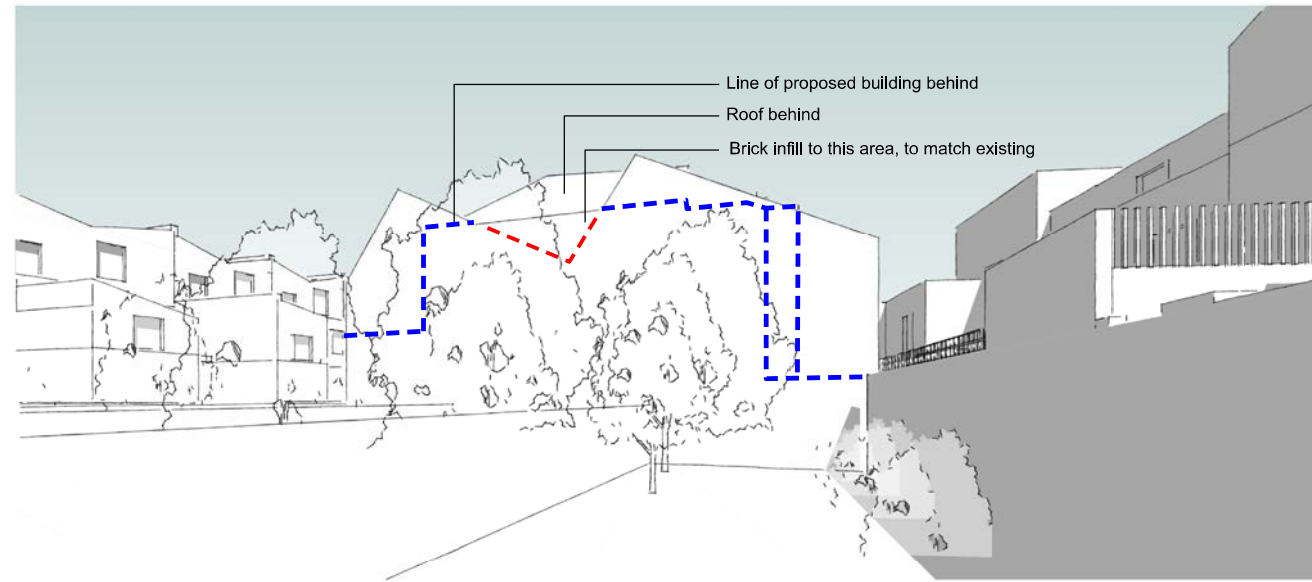 Line of proposed building behind
Roof behind
Brick infill to this area, to match existing